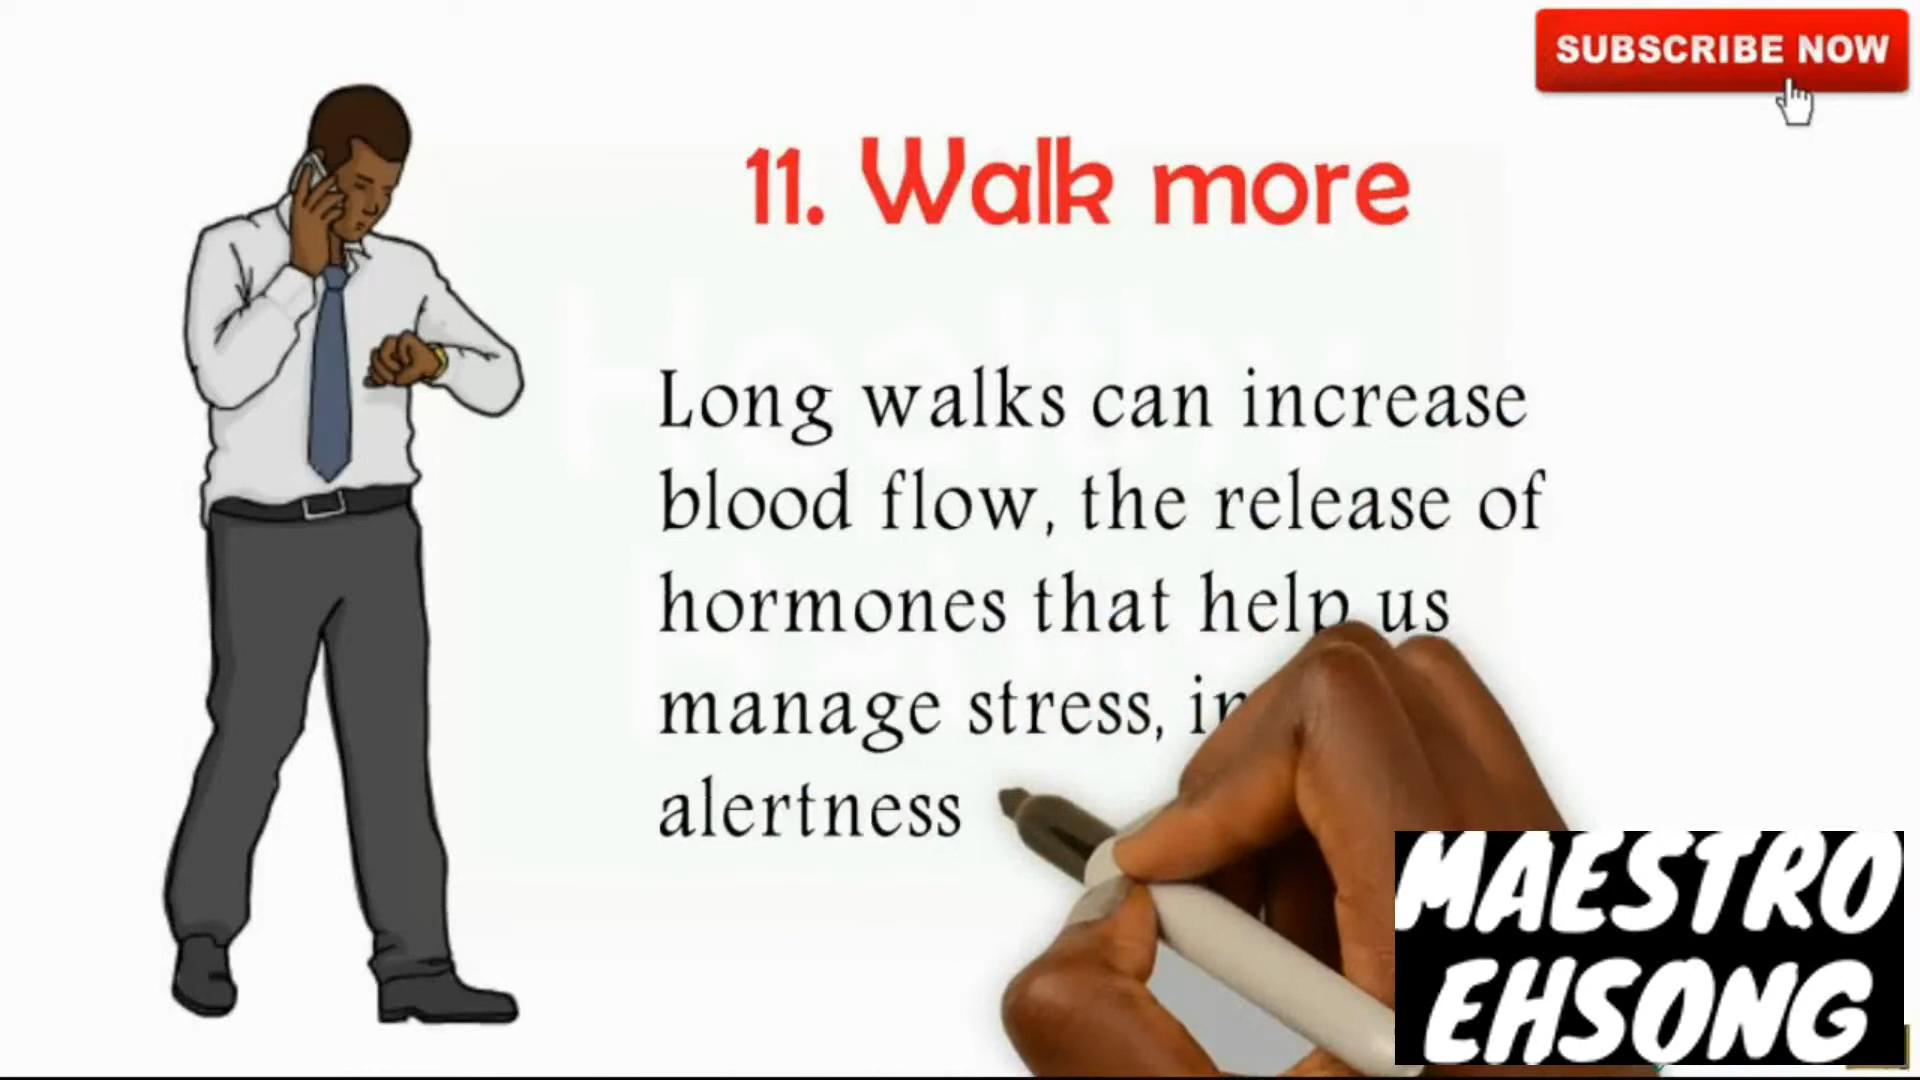 SUBSCRIBE NOW
11. Walk more
Long walks can increase
blood flow, the release of
hormones that help us
manage stress,
alertness
MAESTRO
EHSONG